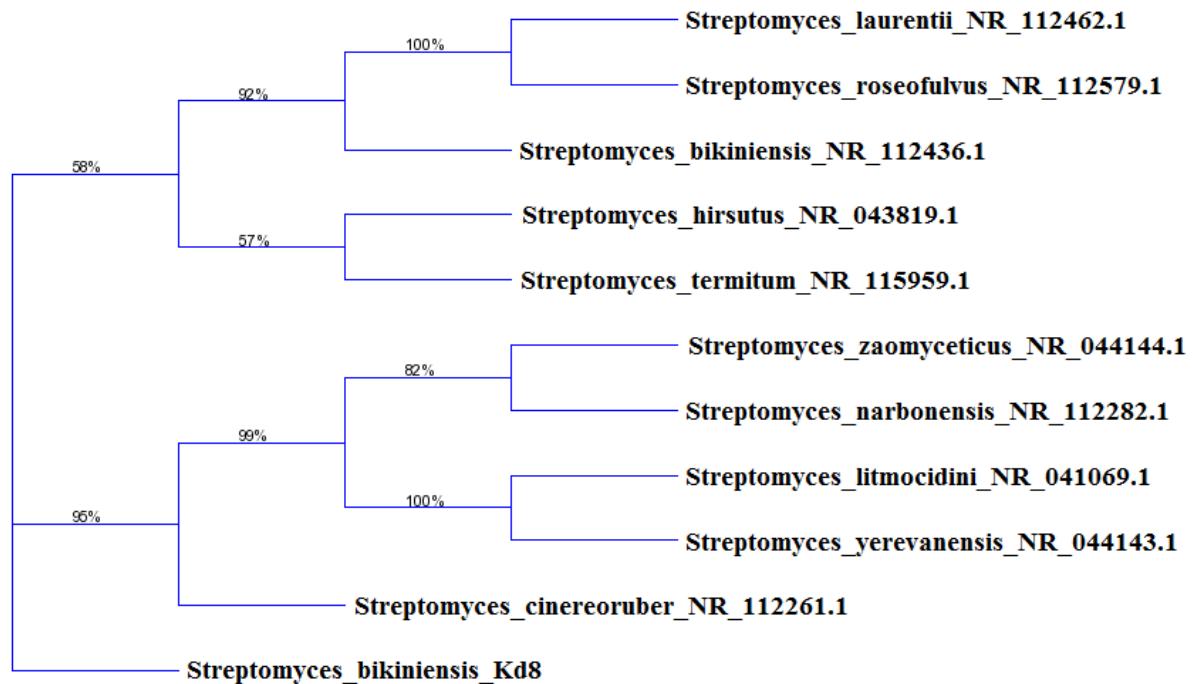 Streptomyces_laurentii_NR_112462.1
100%
Streptomyces_roseofulvus_NR_112579.1
92%
Streptomyces_bikiniensis_NR_112436.1
58%
Streptomyces_hirsutus_NR_043819.1
57%
Streptomyces_termitum_NR_115959.1
Streptomyces_zaomyceticus_NR_044144.1
82%
Streptomyces_narbonensis_NR_112282.1
99%
Streptomyces_litmocidini_NR_041069.1
100%
95%
Streptomyces_yerevanensis_NR_044143.1
Streptomyces_cinereoruber_NR_112261.1
Streptomyces_bikiniensis_Kd8